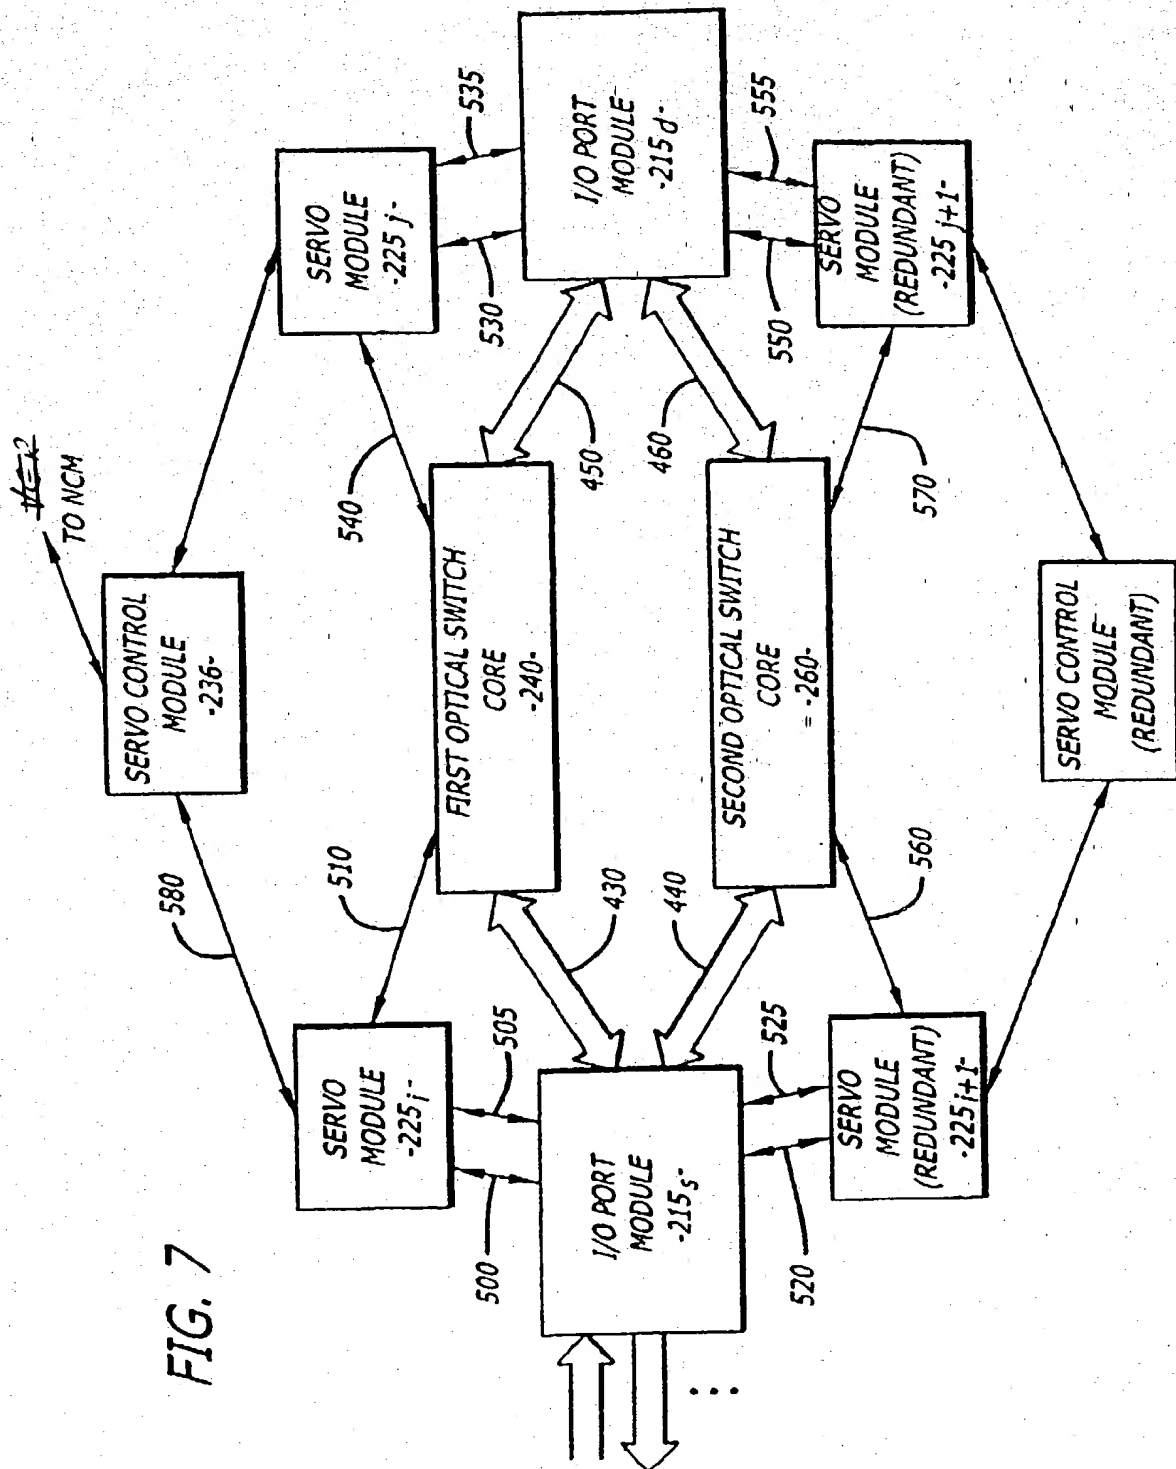 FIG. 7
TO NCM
SERVO CONTROL
MODULE
-236-
580
510
540
SERVO
MODULE
-225i-
SERVO
MODULE
-225j-
500
505
530
535
FIRST OPTICAL SWITCH
CORE
-240-
430
450
I/O PORT
MODULE
-215s-
I/O PORT
MODULE
-215d-
440
460
SECOND OPTICAL SWITCH
CORE
-260-
520
525
550
555
560
570
SERVO
MODULE
(REDUNDANT)
-225i+1-
SERVO
MODULE
(REDUNDANT)
-225j+1-
SERVO CONTROL
MODULE
(REDUNDANT)